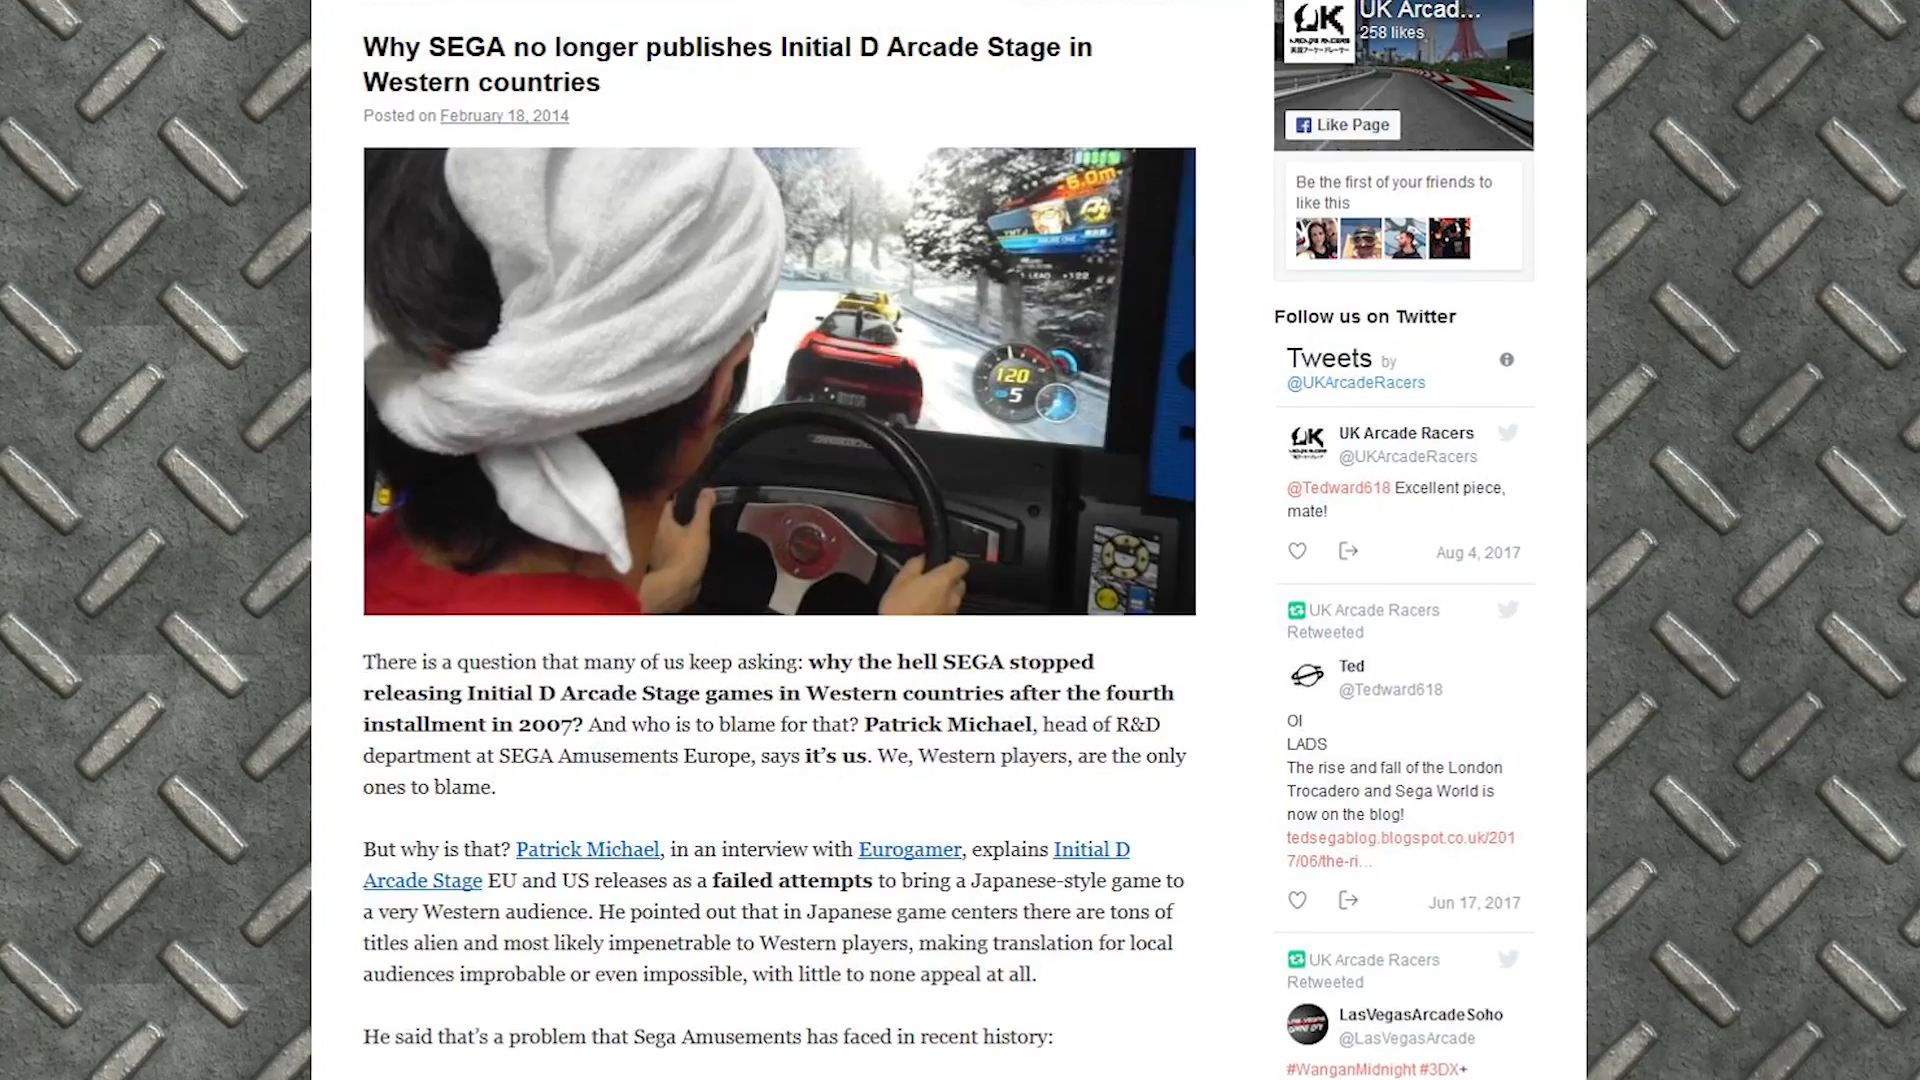 Why SEGA no longer publishes Initial D Arcade Stage in
Western countries
Posted on February 18, 2014
-6.0m
LEAD +122
120
5
There is a question that many of us keep asking: why the hell SEGA stopped
releasing Initial D Arcade Stage games in Western countries after the fourth
installment in 2007? And who is to blame for that? Patrick Michael, head of R&D
department at SEGA Amusements Europe, says it’s us. We, Western players, are the only
ones to blame.
But why is that? Patrick Michael, in an interview with Eurogamer, explains Initial D
Arcade Stage EU and US releases as a failed attempts to bring a Japanese-style game to
a very Western audience. He pointed out that in Japanese game centers there are tons of
titles alien and most likely impenetrable to Western players, making translation for local
audiences improbable or even impossible, with little to none appeal at all.
He said that’s a problem that Sega Amusements has faced in recent history:
UK
UK Arcad...
258 likes
Like Page
Be the first of your friends to
like this
Follow us on Twitter
Tweets by
@UKArcadeRacers
UK Arcade Racers
@UKArcadeRacers
@Tedward618 Excellent piece,
mate!
Aug 4, 2017
UK Arcade Racers
Retweeted
Ted
@Tedward618
OI
LADS
The rise and fall of the London
Trocadero and Sega World is
now on the blog!
tedsegablog.blogspot.co.uk/201
7/06/the-ri...
Jun 17, 2017
UK Arcade Racers
Retweeted
LasVegasArcadeSoho
@LasVegasArcade
#WanganMidnight #3DX+